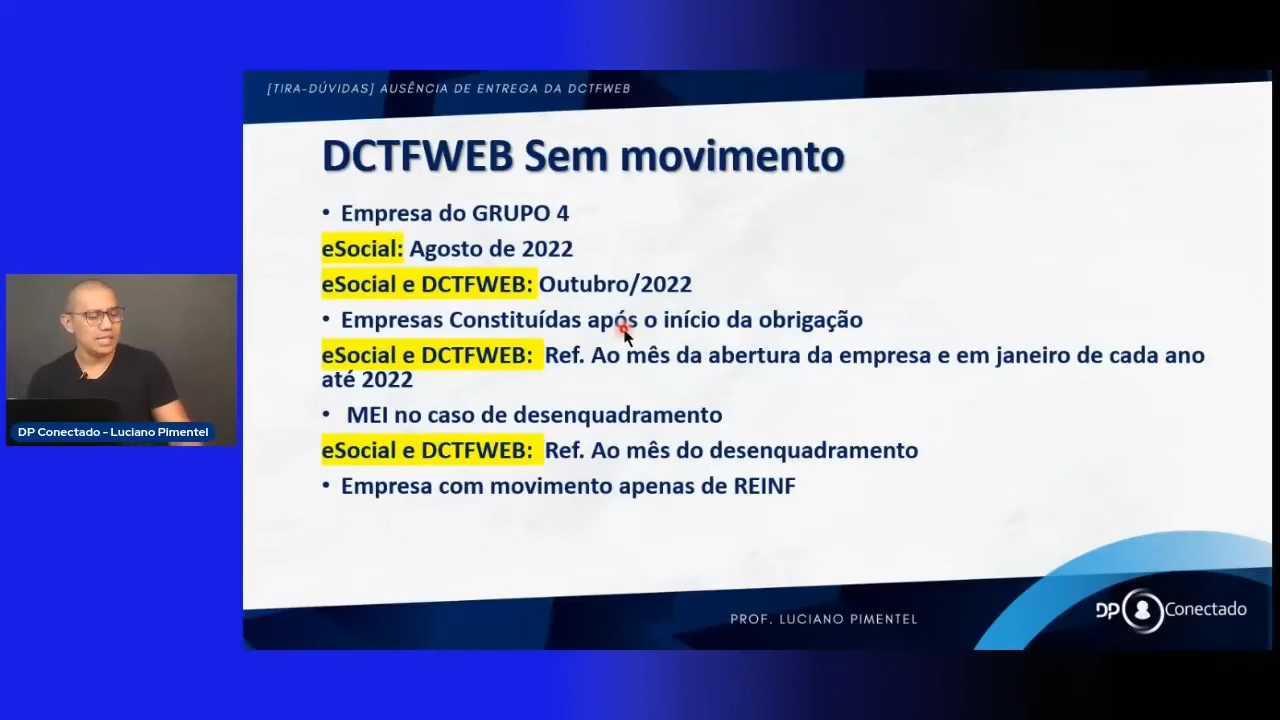 [TIRA-DÚVIDAS] AUSÊNCIA DE ENTREGA DA DCTFWEB
DCTFWEB Sem movimento
• Empresa do GRUPO 4
eSocial: Agosto de 2022
eSocial e DCTFWEB: Outubro/2022
• Empresas Constituídas após o início da obrigação
eSocial e DCTFWEB: Ref. Ao mês da abertura da empresa e em janeiro de cada ano
até 2022
• MEI no caso de desenquadramento
eSocial e DCTFWEB: Ref. Ao mês do desenquadramento
• Empresa com movimento apenas de REINF
DP Conectado – Luciano Pimentel
PROF. LUCIANO PIMENTEL
DP Conectado